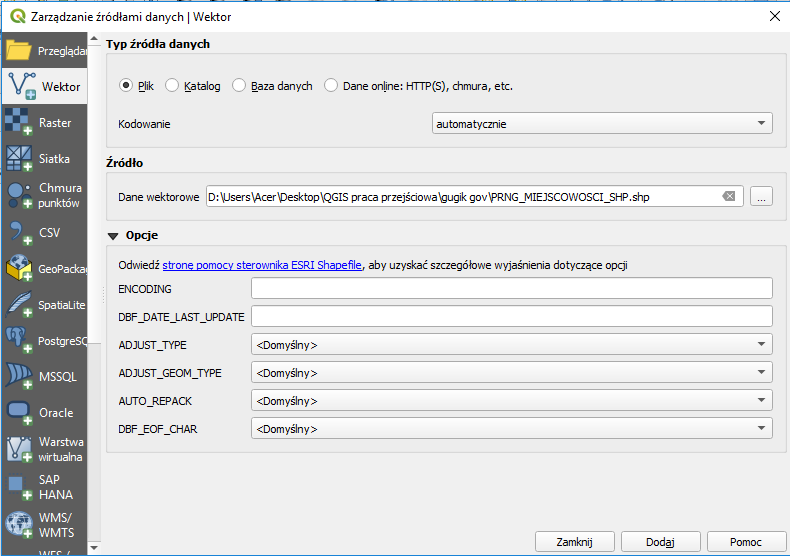 Zarządzanie źródłami danych | Wektor
Przeglądar
Wektor
Raster
Siatka
Chmura
punktów
CSV
GeoPackag
SpatiaLite
PostgreSQ
MSSQL
Oracle
Warstwa
wirtualna
SAP
HANA
WMS/
WMTS
WFS /
Typ źródła danych
Plik Katalog Baza danych Dane online: HTTP(S), chmura, etc.
Kodowanie automatycznie
Źródło
Dane wektorowe D:\Users\Acer\Desktop\QGIS praca przejściowa\gugik gov\PRNG_MIEJSCOWOSCI_SHP.shp ...
Opcje
Odwiedź stronę pomocy sterownika ESRI Shapefile, aby uzyskać szczegółowe wyjaśnienia dotyczące opcji
ENCODING
DBF_DATE_LAST_UPDATE
ADJUST_TYPE <Domyślny>
ADJUST_GEOM_TYPE <Domyślny>
AUTO_REPACK <Domyślny>
DBF_EOF_CHAR <Domyślny>
Zamknij Dodaj Pomoc